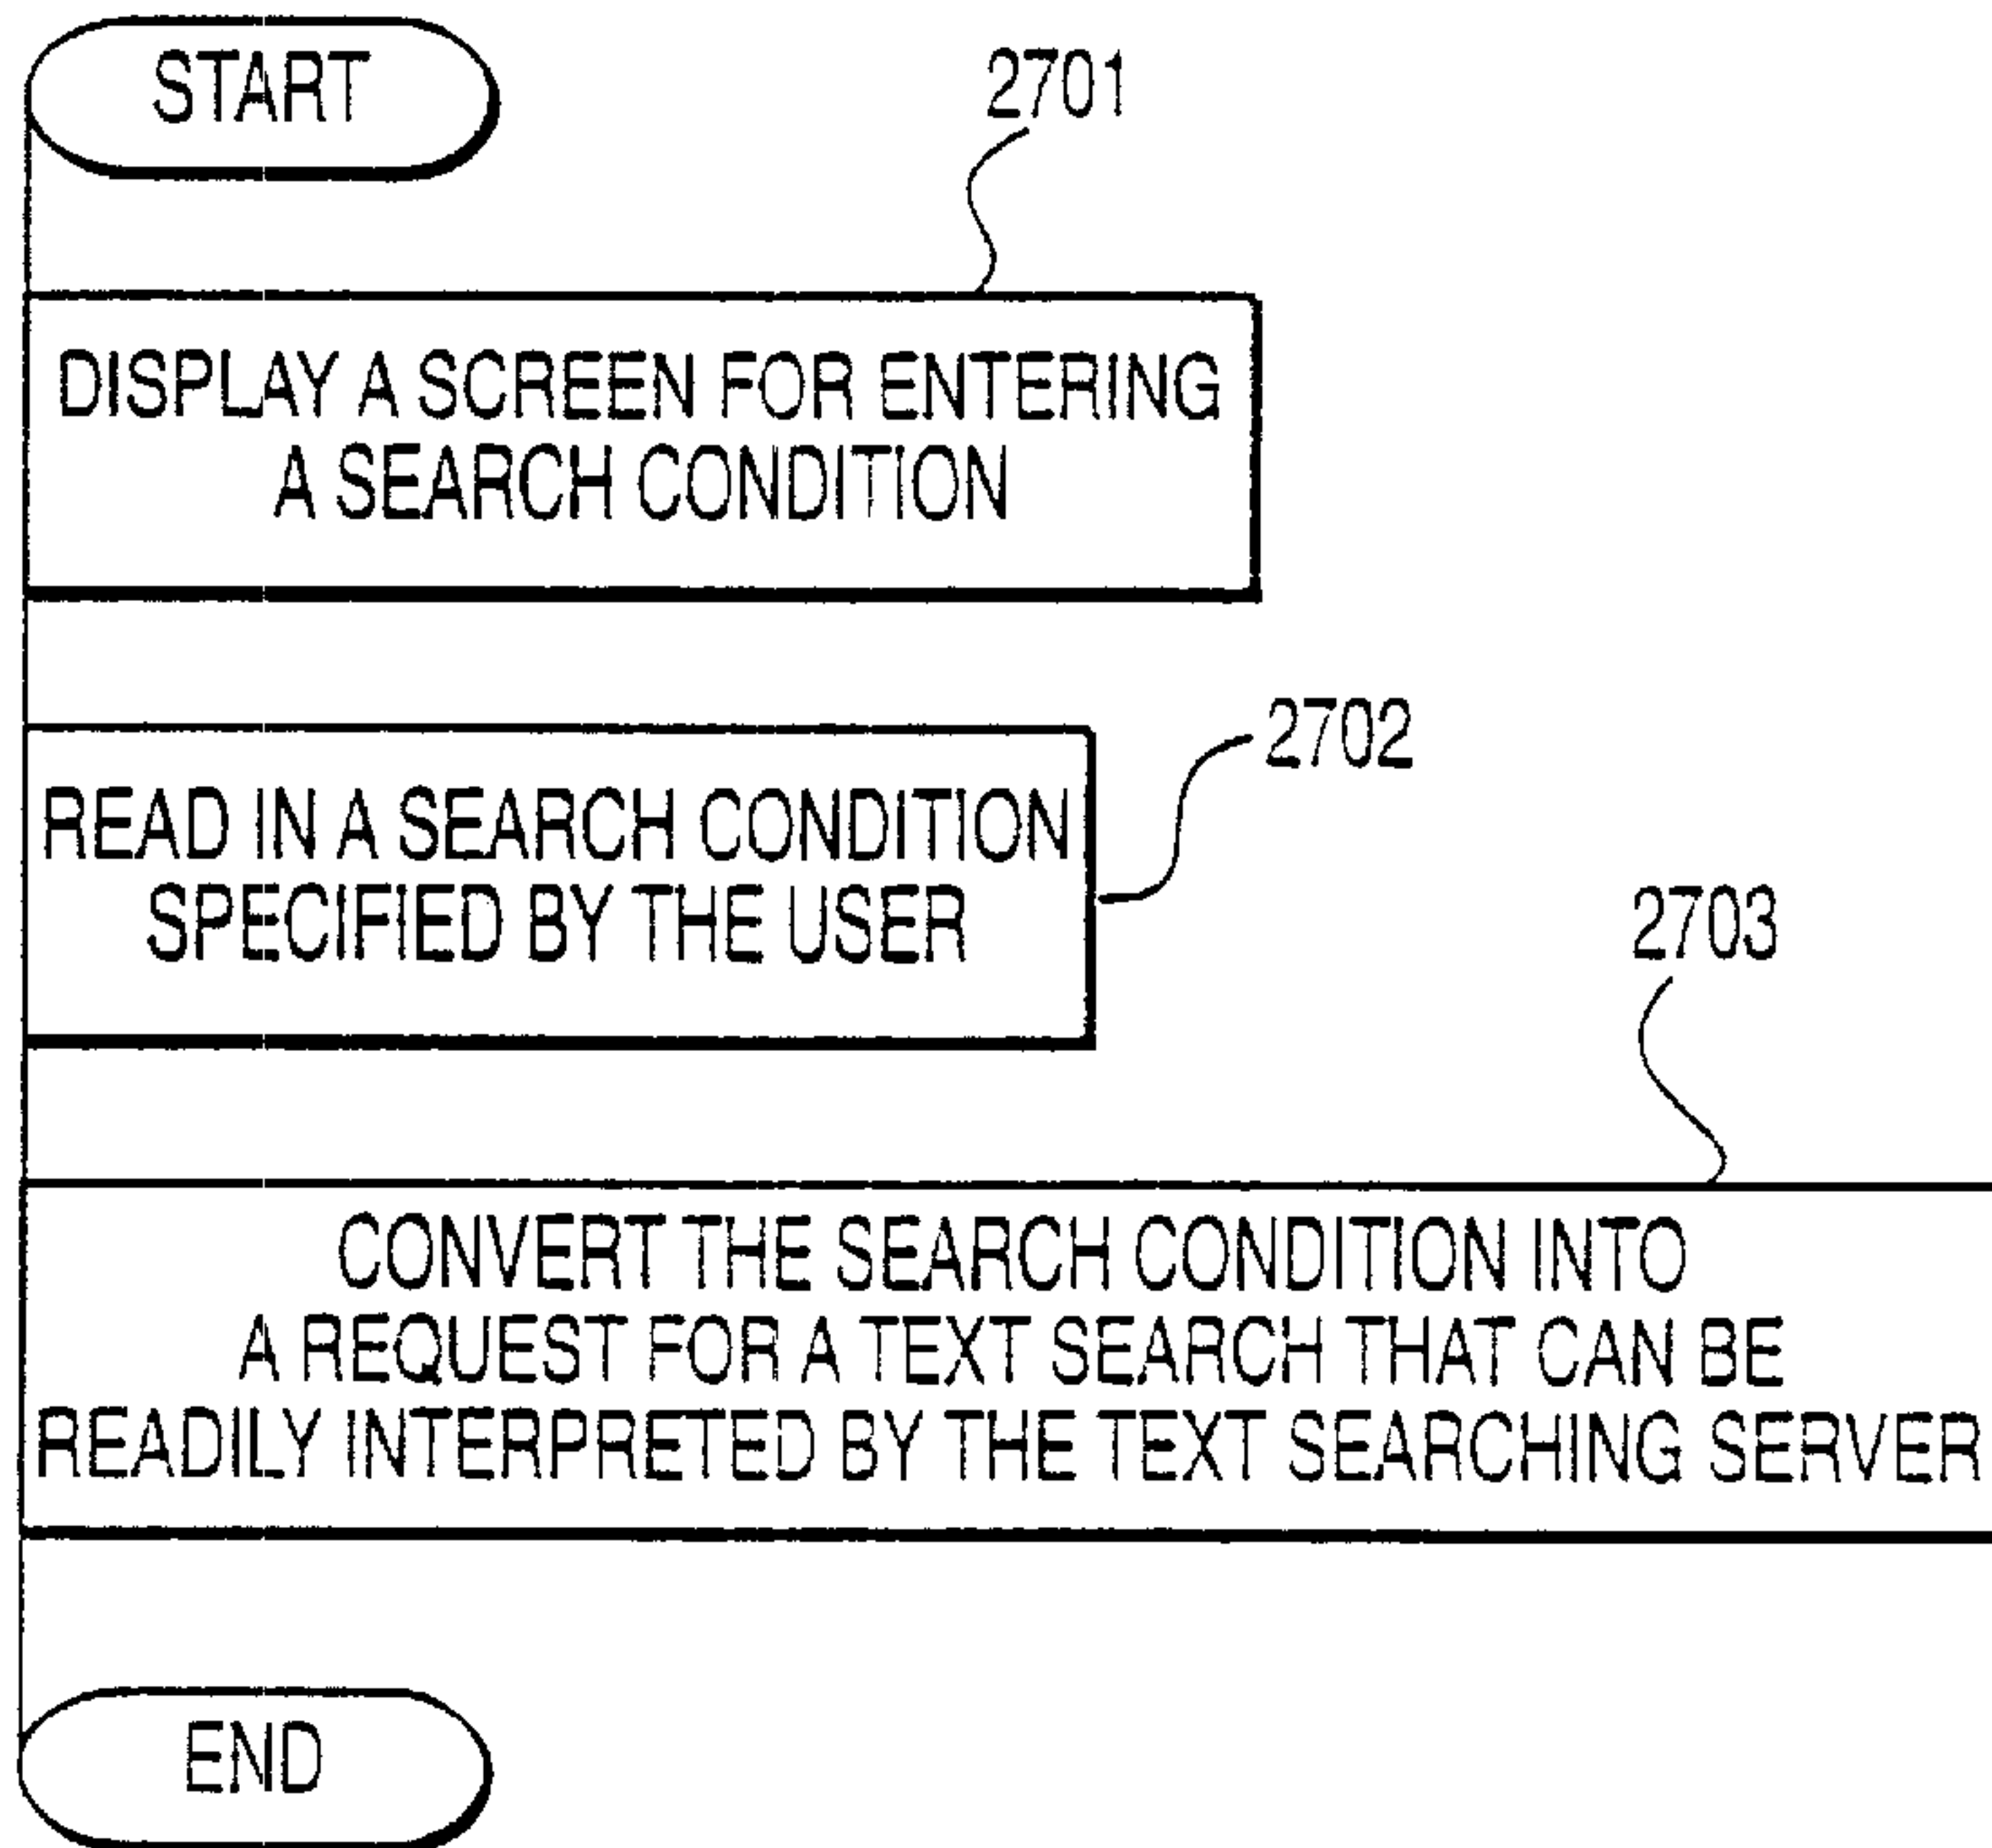 START
2701
DISPLAY A SCREEN FOR ENTERING
A SEARCH CONDITION
2702
READ IN A SEARCH CONDITION
SPECIFIED BY THE USER
2703
CONVERT THE SEARCH CONDITION INTO
A REQUEST FOR A TEXT SEARCH THAT CAN BE
READILY INTERPRETED BY THE TEXT SEARCHING SERVER
END